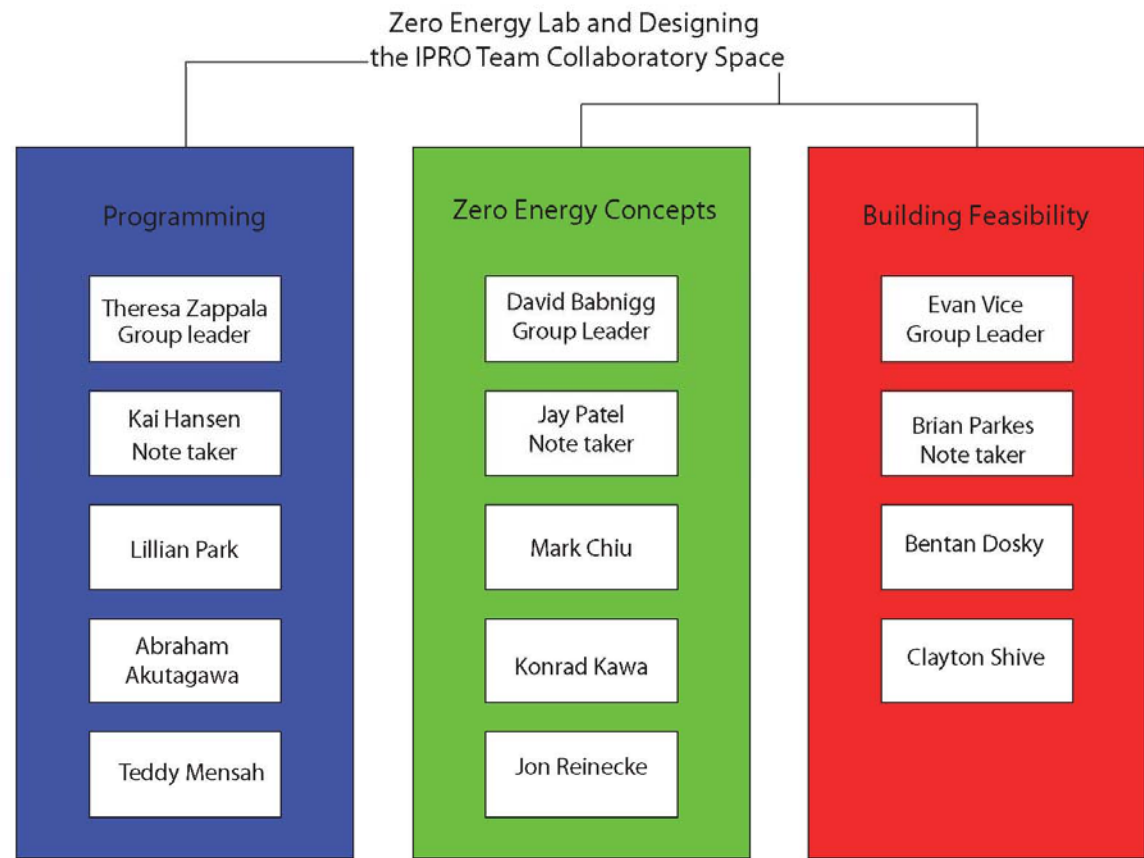 Zero Energy Lab and Designing
the IPRO Team Collaboratory Space
Programming
Theresa Zappala
Group leader
Kai Hansen
Note taker
Lillian Park
Abraham
Akutagawa
Teddy Mensah
Zero Energy Concepts
David Babnigg
Group Leader
Jay Patel
Note taker
Mark Chiu
Konrad Kawa
Jon Reinecke
Building Feasibility
Evan Vice
Group Leader
Brian Parkes
Note taker
Bentan Dosky
Clayton Shive